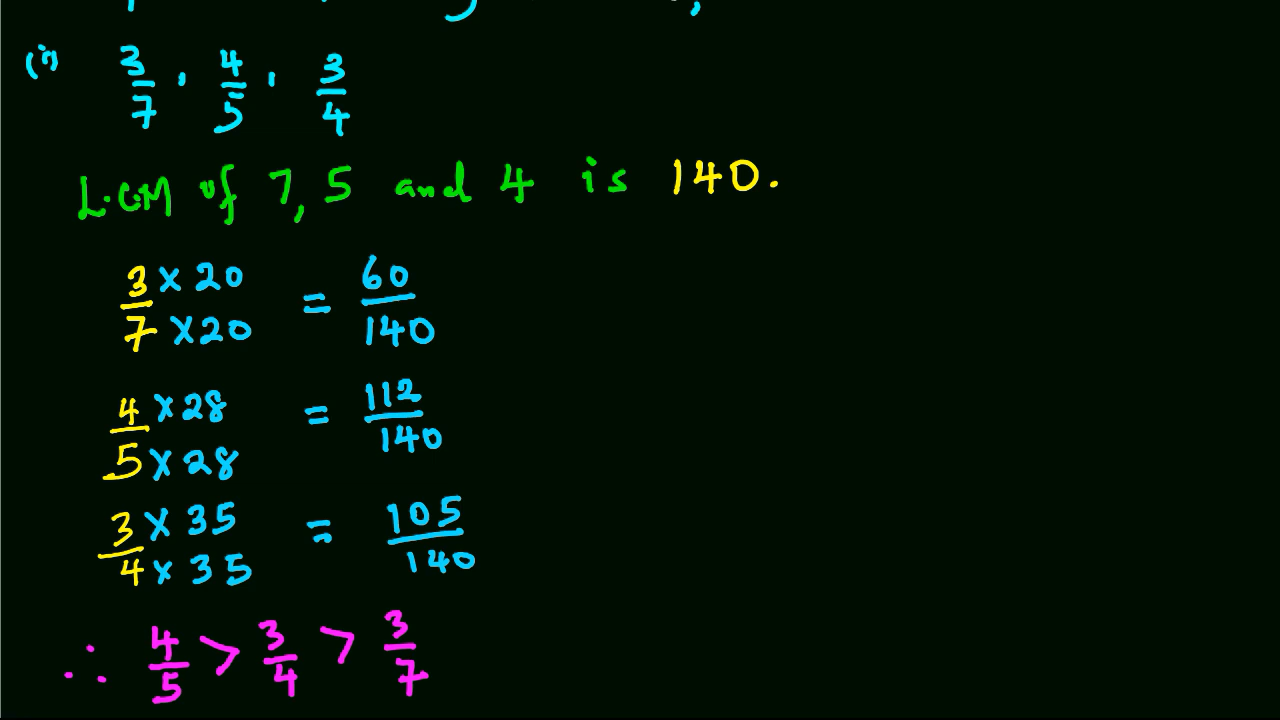 (i) 3/7, 4/5, 3/4
L.C.M of 7, 5 and 4 is 140.
3 × 20 / 7 × 20 = 60/140
4 × 28 / 5 × 28 = 112/140
3 × 35 / 4 × 35 = 105/140
∴ 4/5 > 3/4 > 3/7